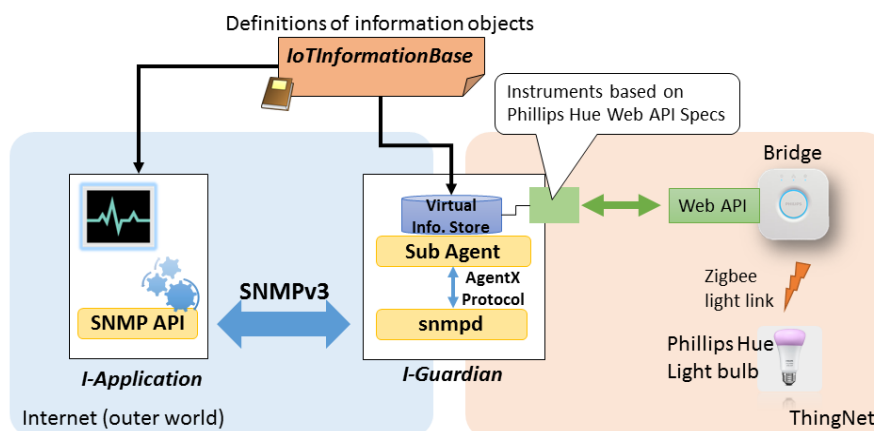 Definitions of information objects
IoTInformationBase
Instruments based on
Phillips Hue Web API Specs
Bridge
Virtual
Info. Store
Web API
Sub Agent
AgentX
Protocol
Zigbee
light link
SNMPv3
SNMP API
snmpd
Phillips Hue
Light bulb
I-Application
I-Guardian
Internet (outer world)
ThingNet